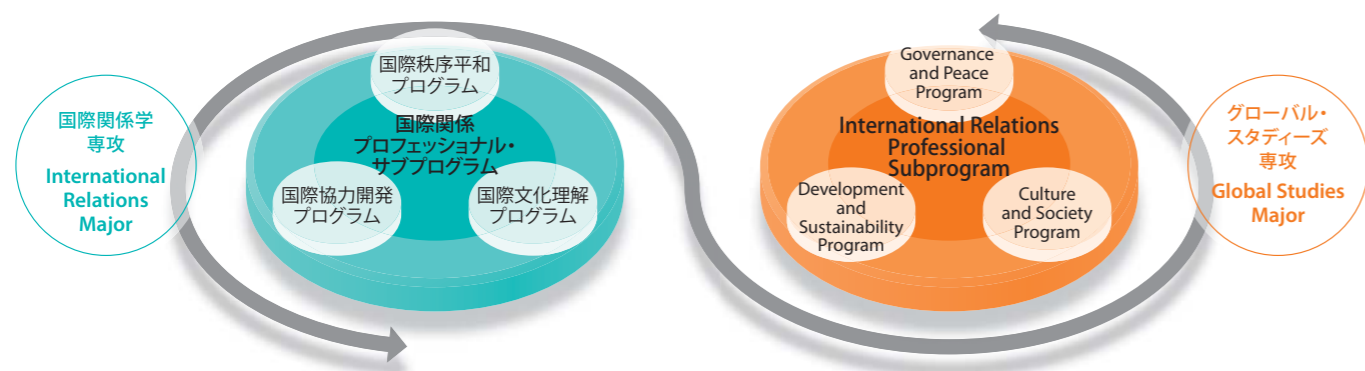 国際関係学
専攻
International
Relations
Major
国際秩序平和
プログラム
国際関係
プロフェッショナル・
サブプログラム
国際協力開発
プログラム
国際文化理解
プログラム
Governance
and Peace
Program
International Relations
Professional
Subprogram
Development
and
Sustainability
Program
Culture
and Society
Program
グローバル・
スタディーズ
専攻
Global Studies
Major